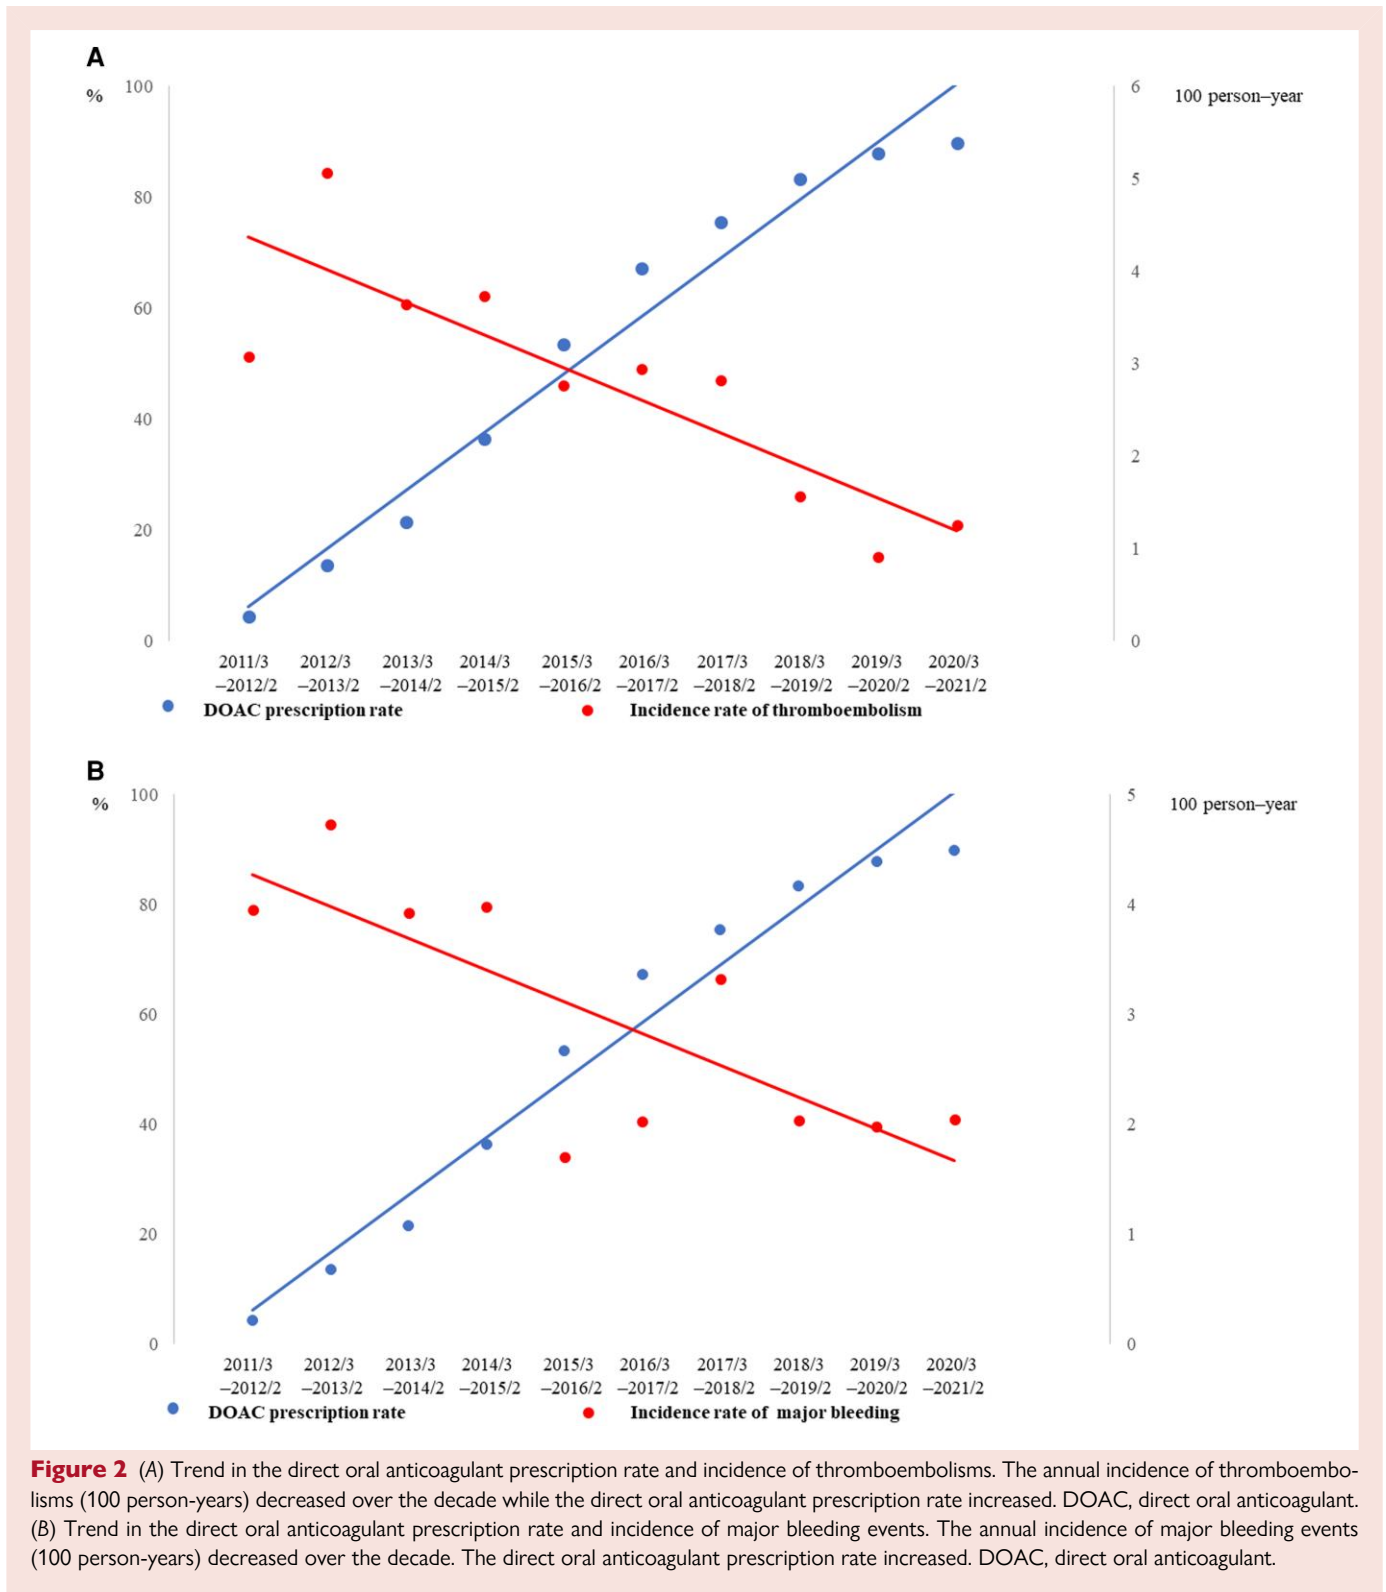 A
%
100
80
60
40
20
0
6
5
4
3
2
1
0
100 person–year
2011/3 2012/3 2013/3 2014/3 2015/3 2016/3 2017/3 2018/3 2019/3 2020/3
–2012/2 –2013/2 –2014/2 –2015/2 –2016/2 –2017/2 –2018/2 –2019/2 –2020/2 –2021/2
DOAC prescription rate Incidence rate of thromboembolism
B
%
100
80
60
40
20
0
5
4
3
2
1
0
100 person–year
2011/3 2012/3 2013/3 2014/3 2015/3 2016/3 2017/3 2018/3 2019/3 2020/3
–2012/2 –2013/2 –2014/2 –2015/2 –2016/2 –2017/2 –2018/2 –2019/2 –2020/2 –2021/2
DOAC prescription rate Incidence rate of major bleeding
Figure 2 (A) Trend in the direct oral anticoagulant prescription rate and incidence of thromboembolisms. The annual incidence of thromboembo-
lisms (100 person-years) decreased over the decade while the direct oral anticoagulant prescription rate increased. DOAC, direct oral anticoagulant.
(B) Trend in the direct oral anticoagulant prescription rate and incidence of major bleeding events. The annual incidence of major bleeding events
(100 person-years) decreased over the decade. The direct oral anticoagulant prescription rate increased. DOAC, direct oral anticoagulant.